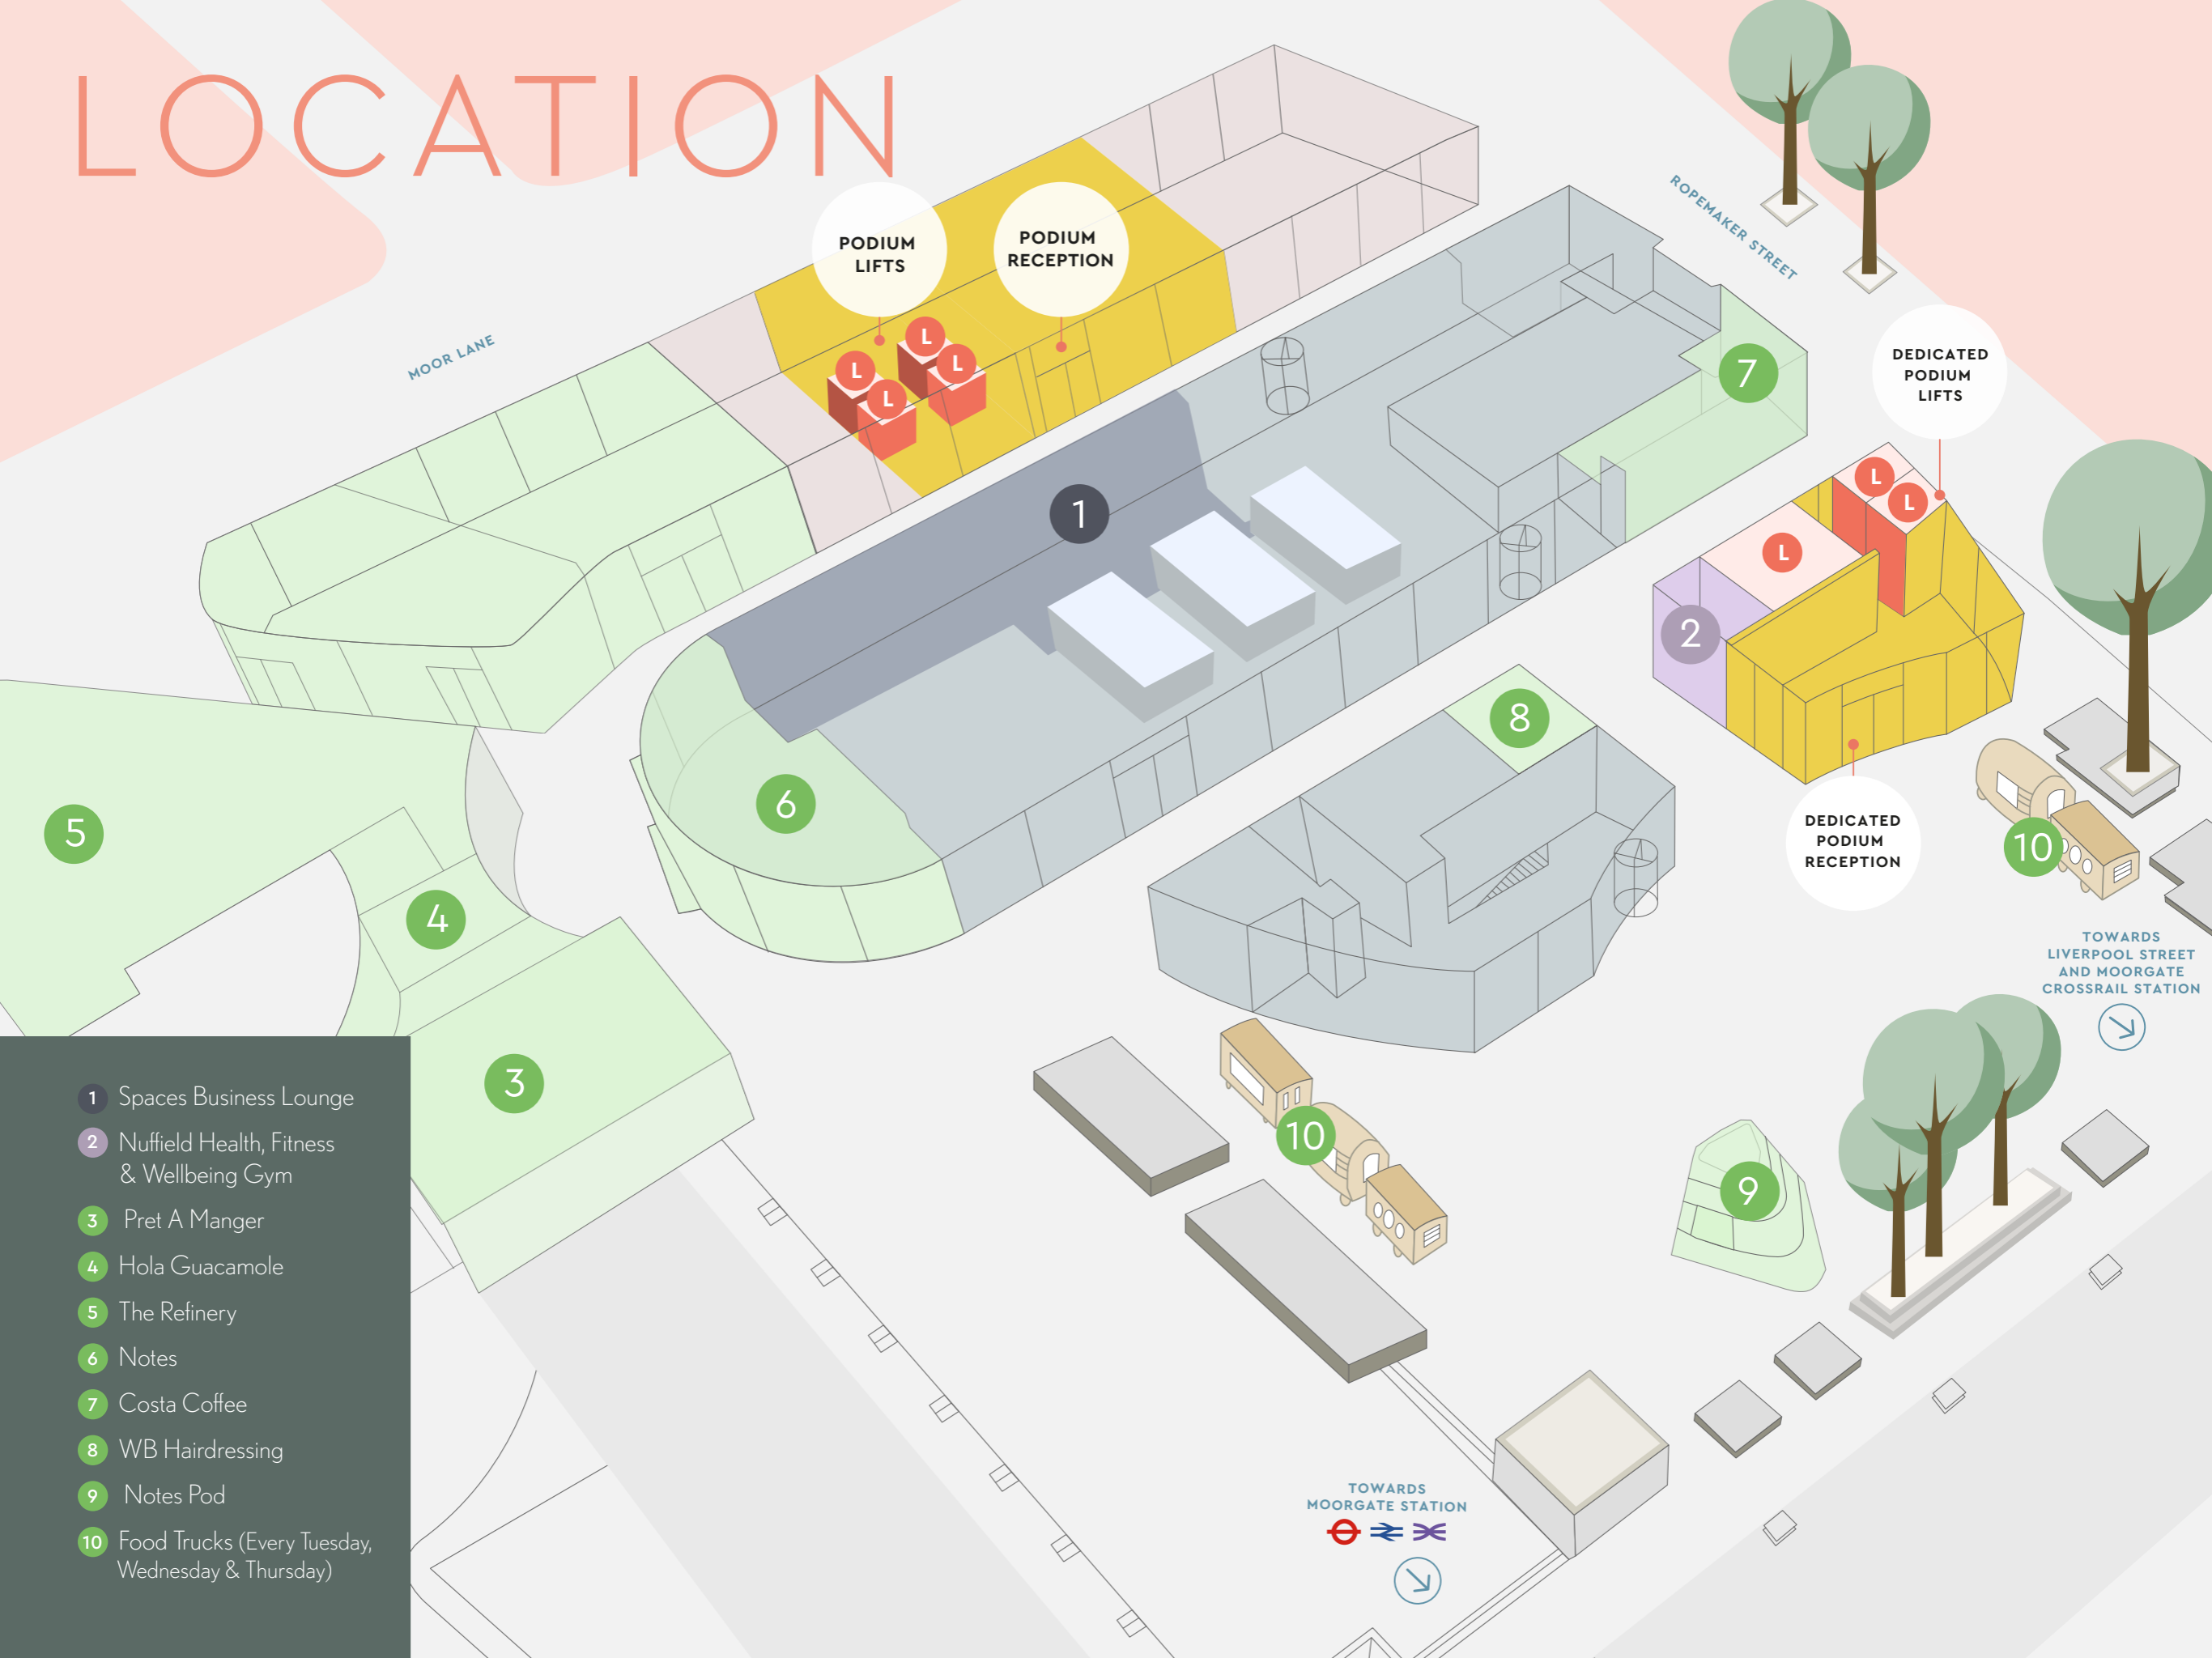 LOCATION
PODIUM
LIFTS
PODIUM
RECEPTION
ROPEMAKER STREET
MOOR LANE
L
L
L
L
7
DEDICATED
PODIUM
LIFTS
1
L
L
L
2
8
6
5
4
DEDICATED
PODIUM
RECEPTION
10
TOWARDS
LIVERPOOL STREET
AND MOORGATE
CROSSRAIL STATION
3
10
9
1 Spaces Business Lounge
2 Nuffield Health, Fitness
& Wellbeing Gym
3 Pret A Manger
4 Hola Guacamole
5 The Refinery
6 Notes
7 Costa Coffee
8 WB Hairdressing
9 Notes Pod
10 Food Trucks (Every Tuesday,
Wednesday & Thursday)
TOWARDS
MOORGATE STATION